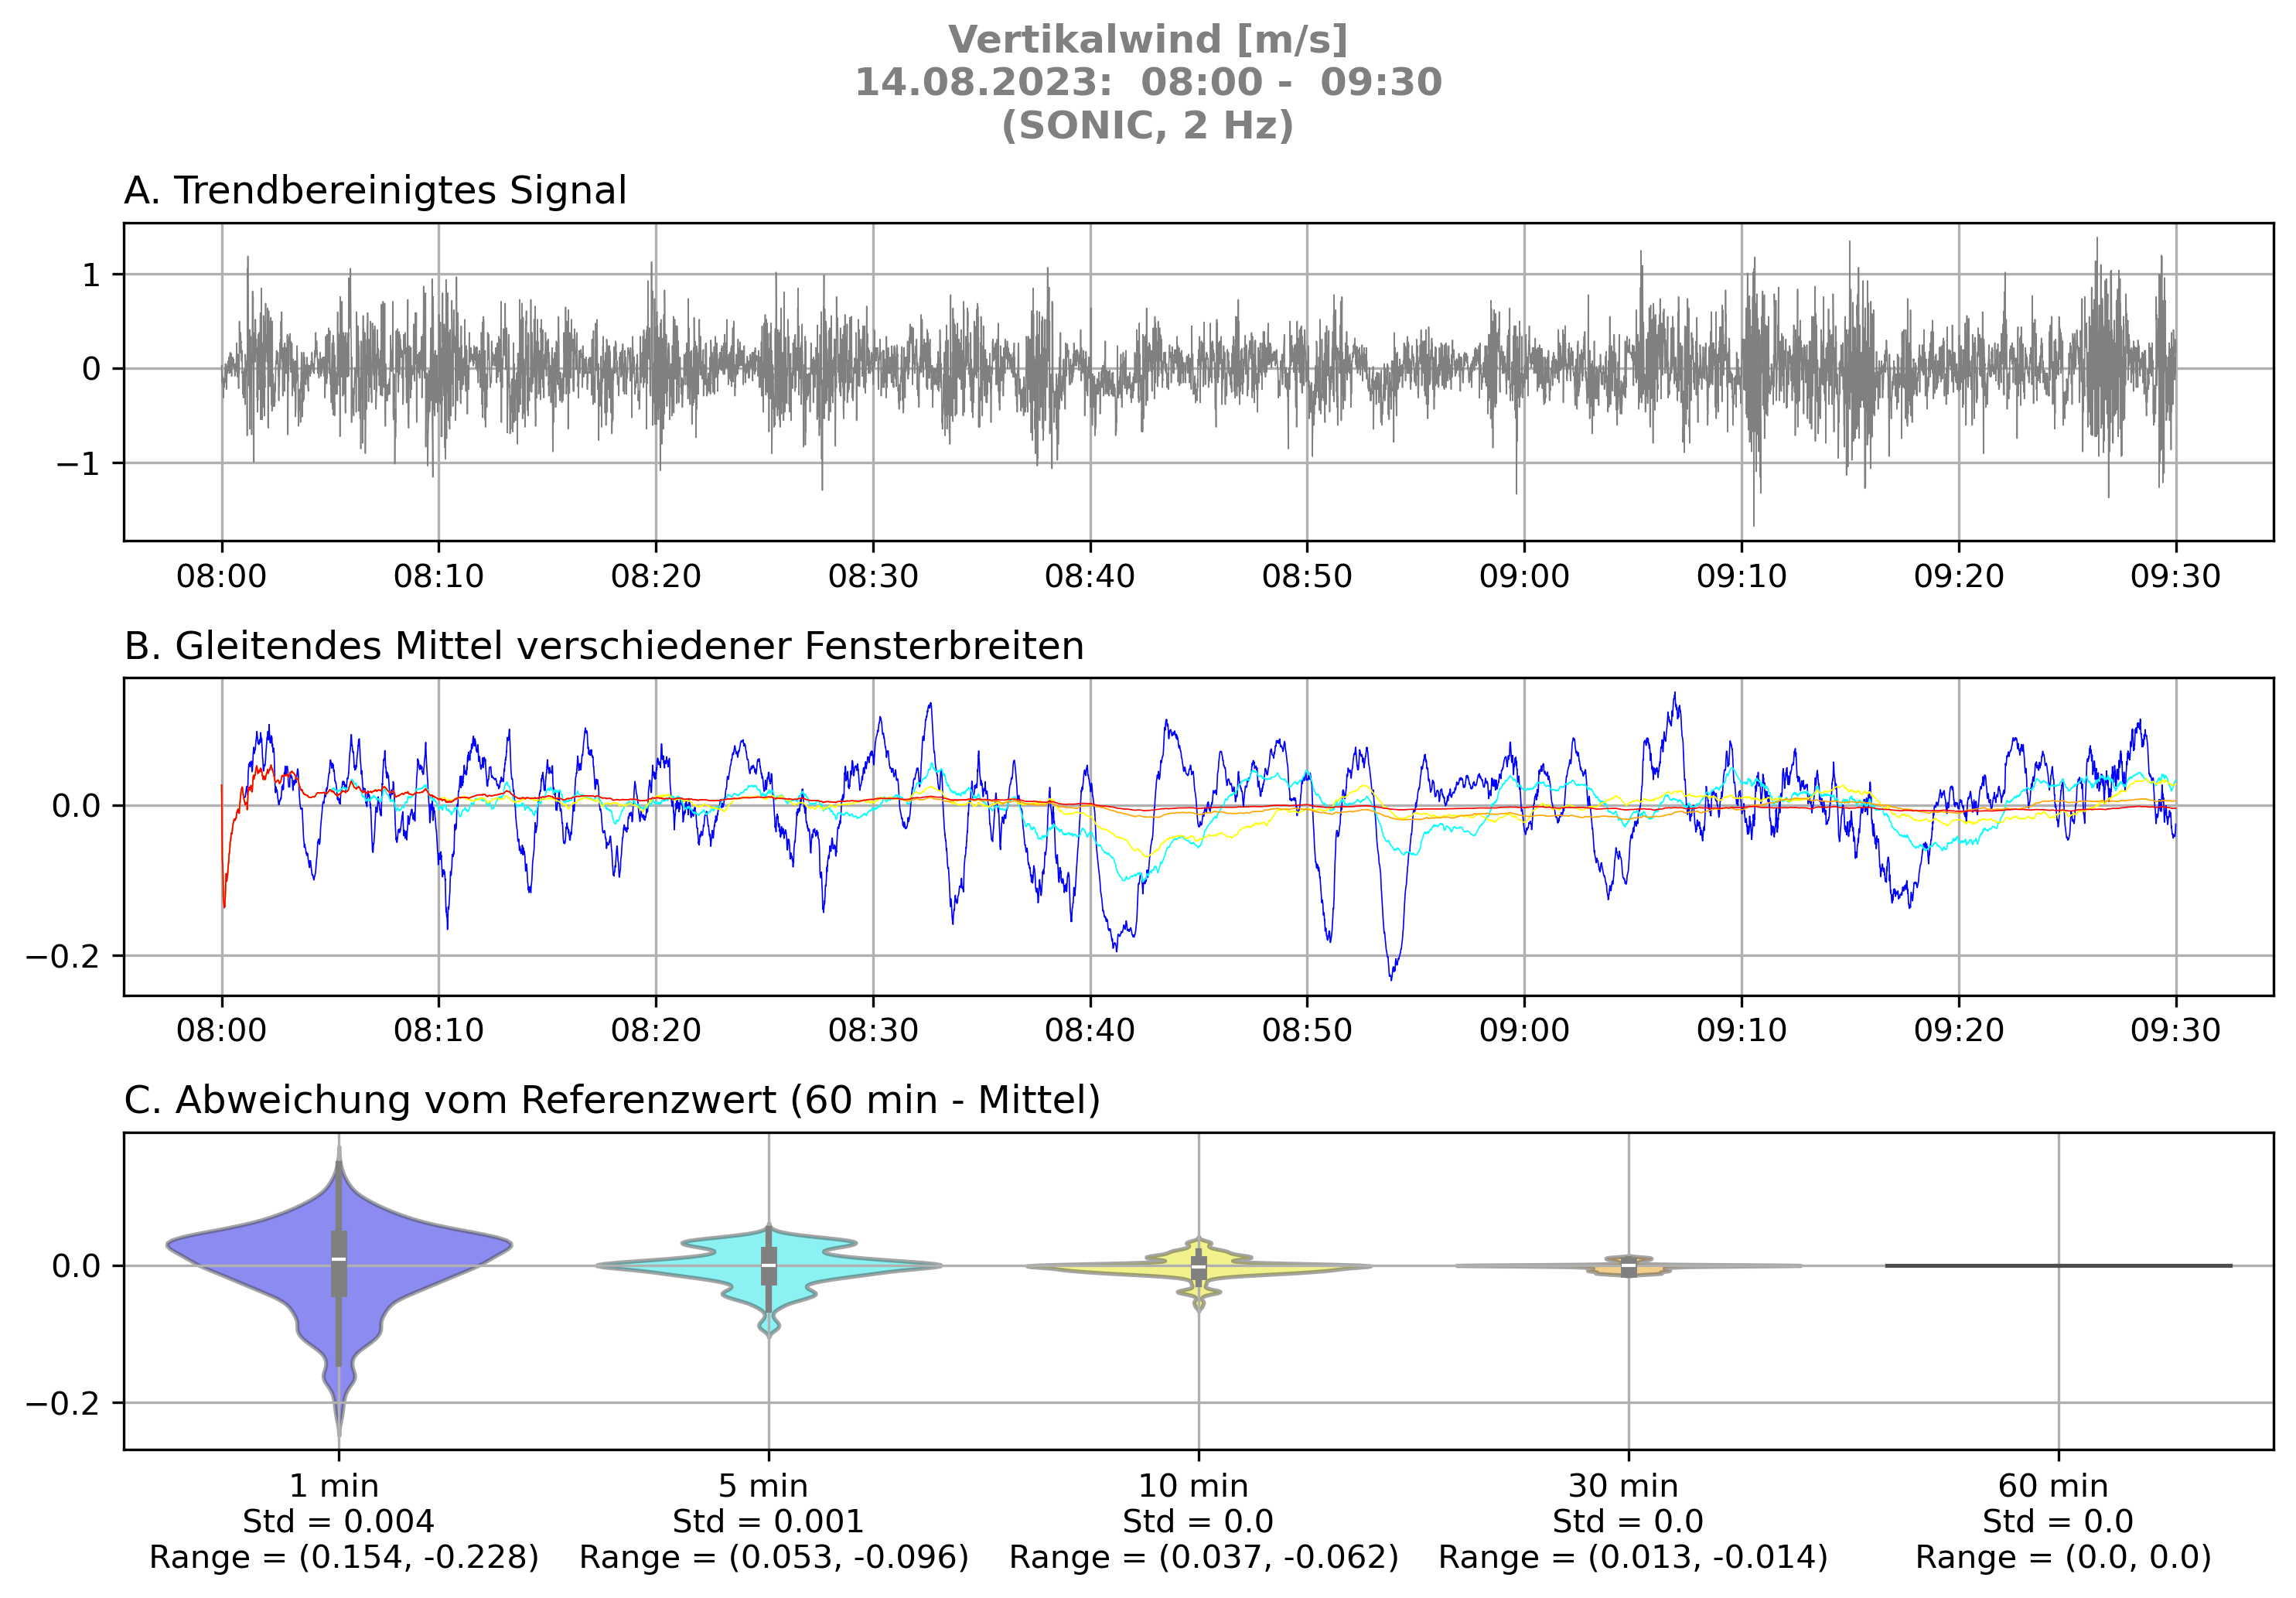 Vertikalwind [m/s]
14.08.2023:  08:00 -  09:30
(SONIC, 2 Hz)
A. Trendbereinigtes Signal
1
0
−1
08:00 08:10 08:20 08:30 08:40 08:50 09:00 09:10 09:20 09:30
B. Gleitendes Mittel verschiedener Fensterbreiten
0.0
−0.2
08:00 08:10 08:20 08:30 08:40 08:50 09:00 09:10 09:20 09:30
C. Abweichung vom Referenzwert (60 min - Mittel)
0.0
−0.2
1 min 5 min 10 min 30 min 60 min
Std = 0.004 Std = 0.001 Std = 0.0 Std = 0.0 Std = 0.0
Range = (0.154, -0.228) Range = (0.053, -0.096) Range = (0.037, -0.062) Range = (0.013, -0.014) Range = (0.0, 0.0)